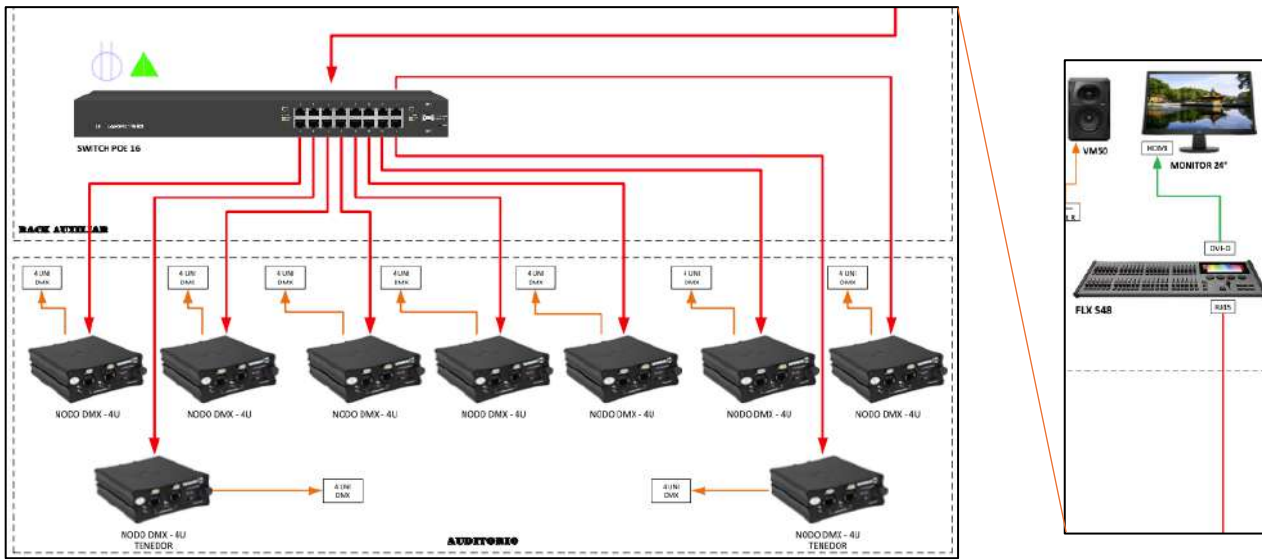 SWITCH POE 16
RACK AUXILIAR
4 UNI
DMX
4 UNI
DMX
4 UNI
DMX
4 UNI
DMX
4 UNI
DMX
4 UNI
DMX
4 UNI
DMX
NODO DMX - 4U
NODO DMX - 4U
NODO DMX - 4U
NODO DMX - 4U
NODO DMX - 4U
NODO DMX - 4U
NODO DMX - 4U
4 UNI
DMX
4 UNI
DMX
NODO DMX - 4U
TENEDOR
NODO DMX - 4U
TENEDOR
AUDITORIO
VM50
HDMI
MONITOR 24"
DVI-D
FLX S48
RJ45